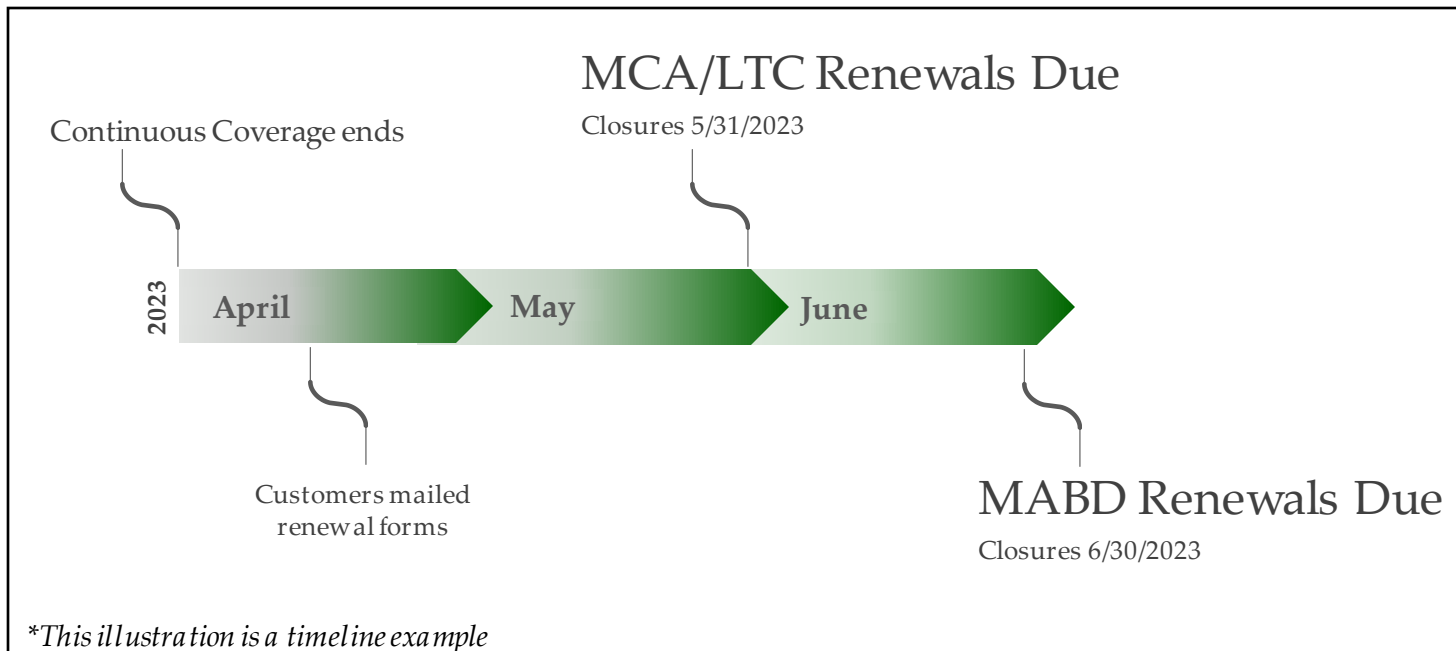 MCA/LTC Renewals Due
Closures 5/31/2023
Continuous Coverage ends
2023
April
May
June
Customers mailed
renewal forms
MABD Renewals Due
Closures 6/30/2023
*This illustration is a timeline example